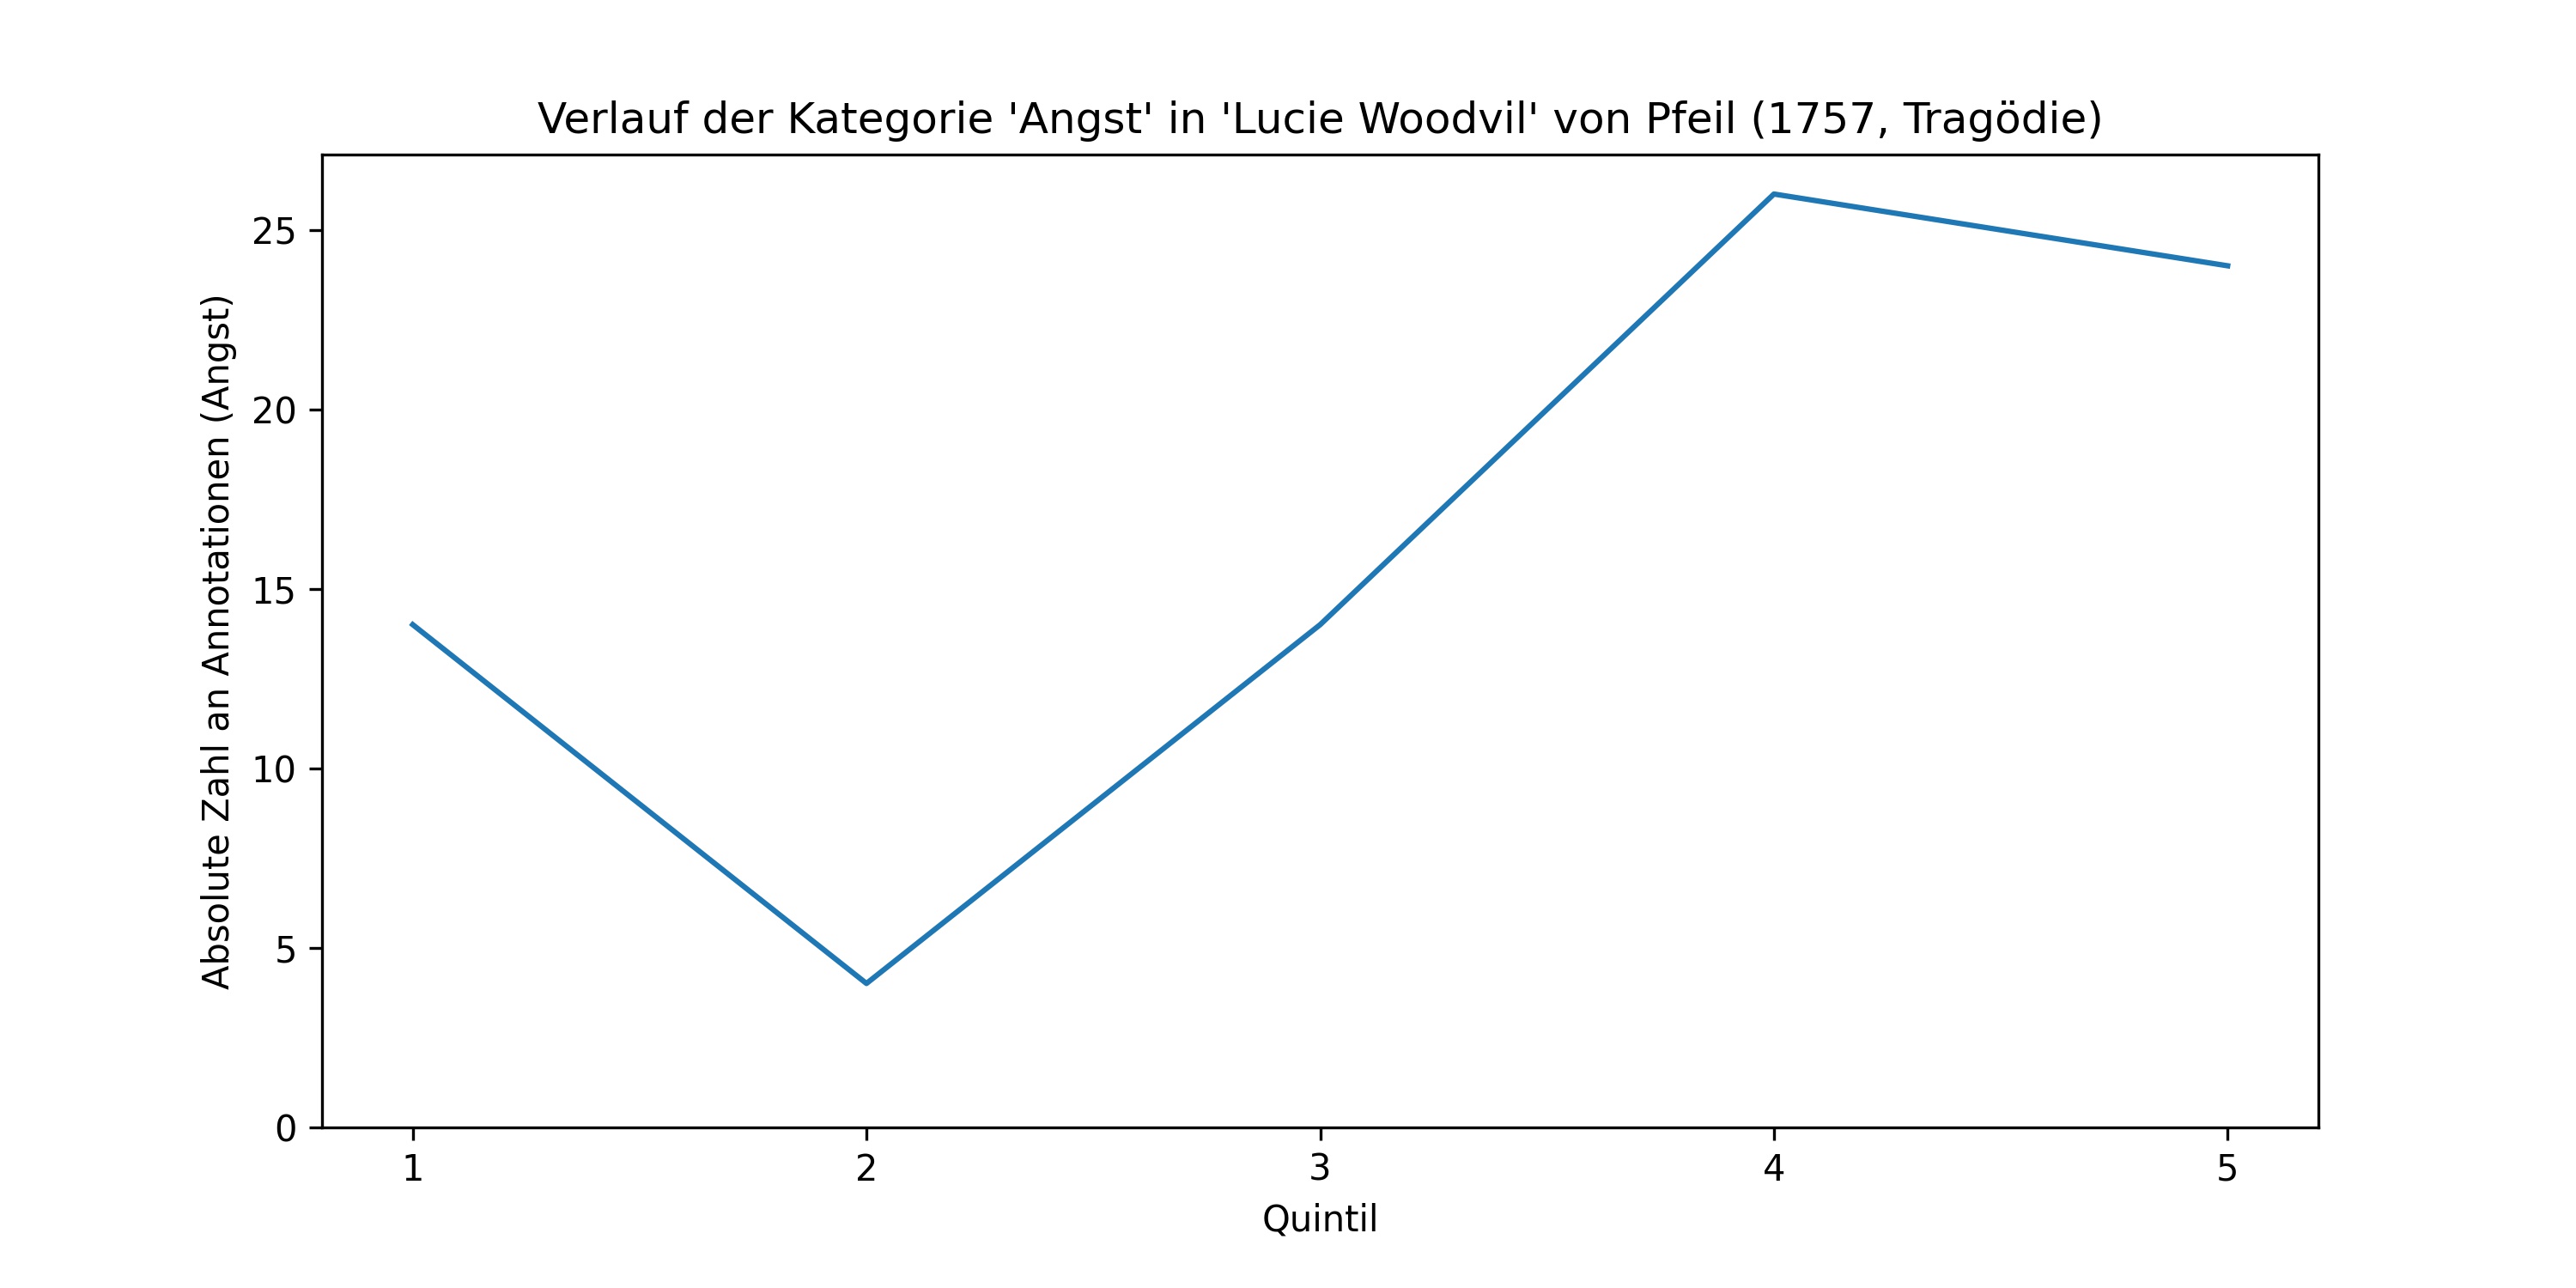 Verlauf der Kategorie 'Angst' in 'Lucie Woodvil' von Pfeil (1757, Tragödie)
Absolute Zahl an Annotationen (Angst)
25
20
15
10
5
0
1 2 3 4 5
Quintil